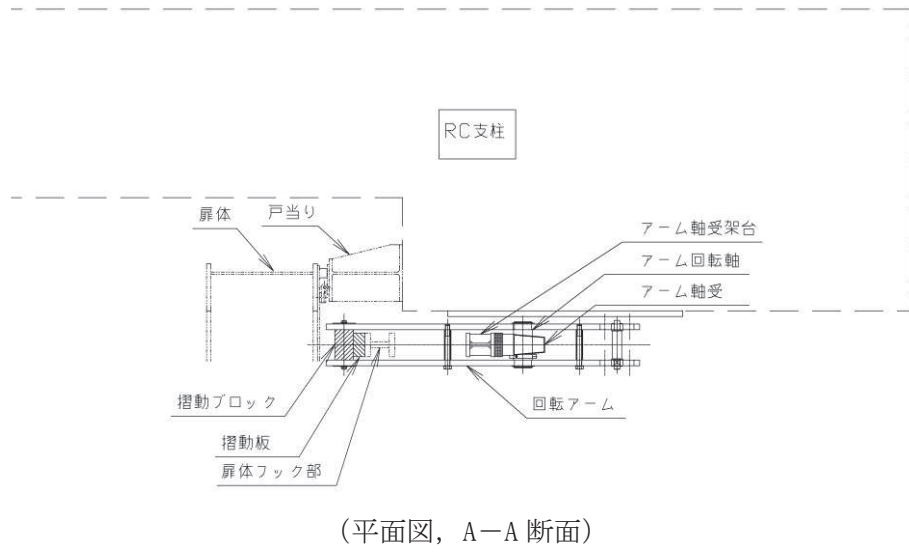 RC支柱
扉体
戸当り
アーム軸受架台
アーム回転軸
アーム軸受
摺動ブロック
回転アーム
摺動板
扉体フック部
(平面図, A-A 断面)